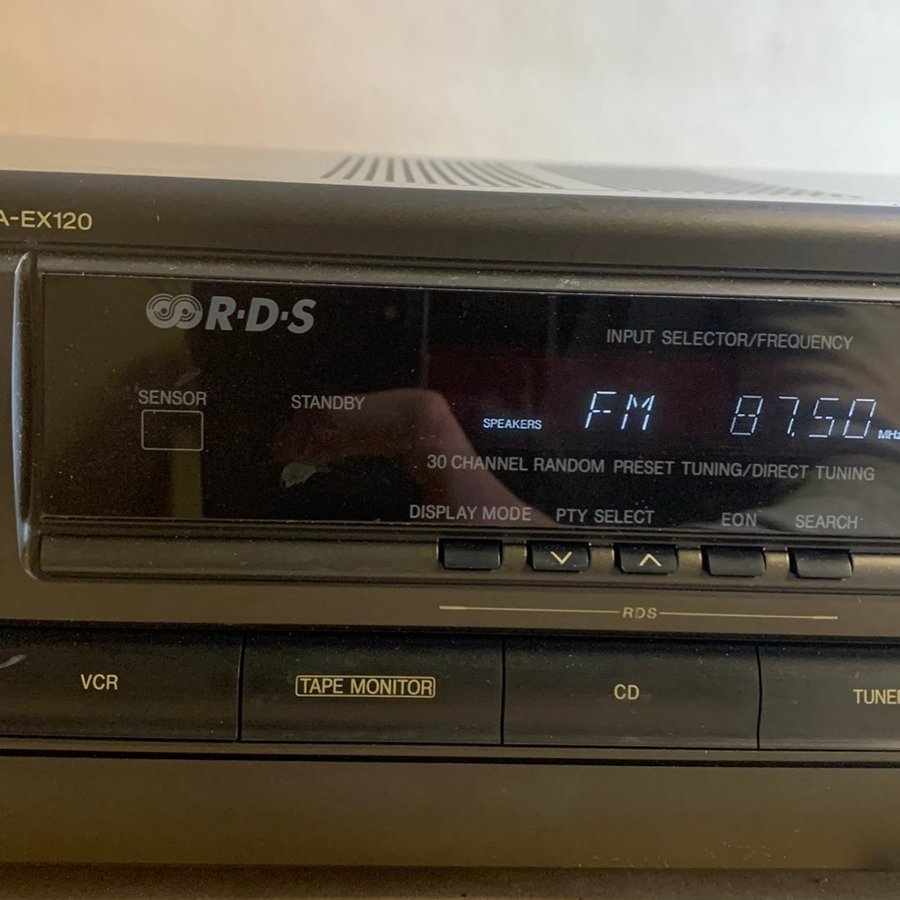 A-EX120
R·D·S
INPUT SELECTOR/FREQUENCY
SENSOR
STANDBY
SPEAKERS
FM 87.50 MHz
30 CHANNEL RANDOM PRESET TUNING/DIRECT TUNING
DISPLAY MODE PTY SELECT EON SEARCH
RDS
VCR TAPE MONITOR CD TUNER